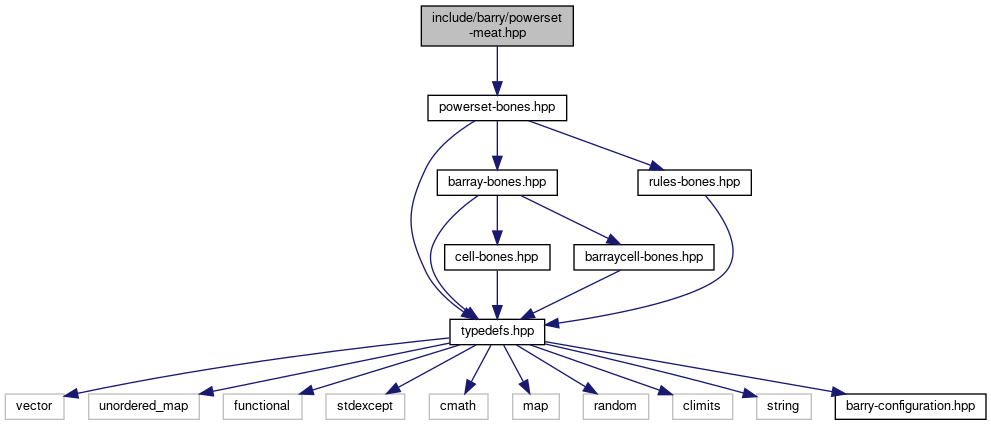 include/barry/powerset
-meat.hpp
powerset-bones.hpp
barray-bones.hpp
rules-bones.hpp
cell-bones.hpp
barraycell-bones.hpp
typedefs.hpp
vector
unordered_map
functional
stdexcept
cmath
map
random
climits
string
barry-configuration.hpp